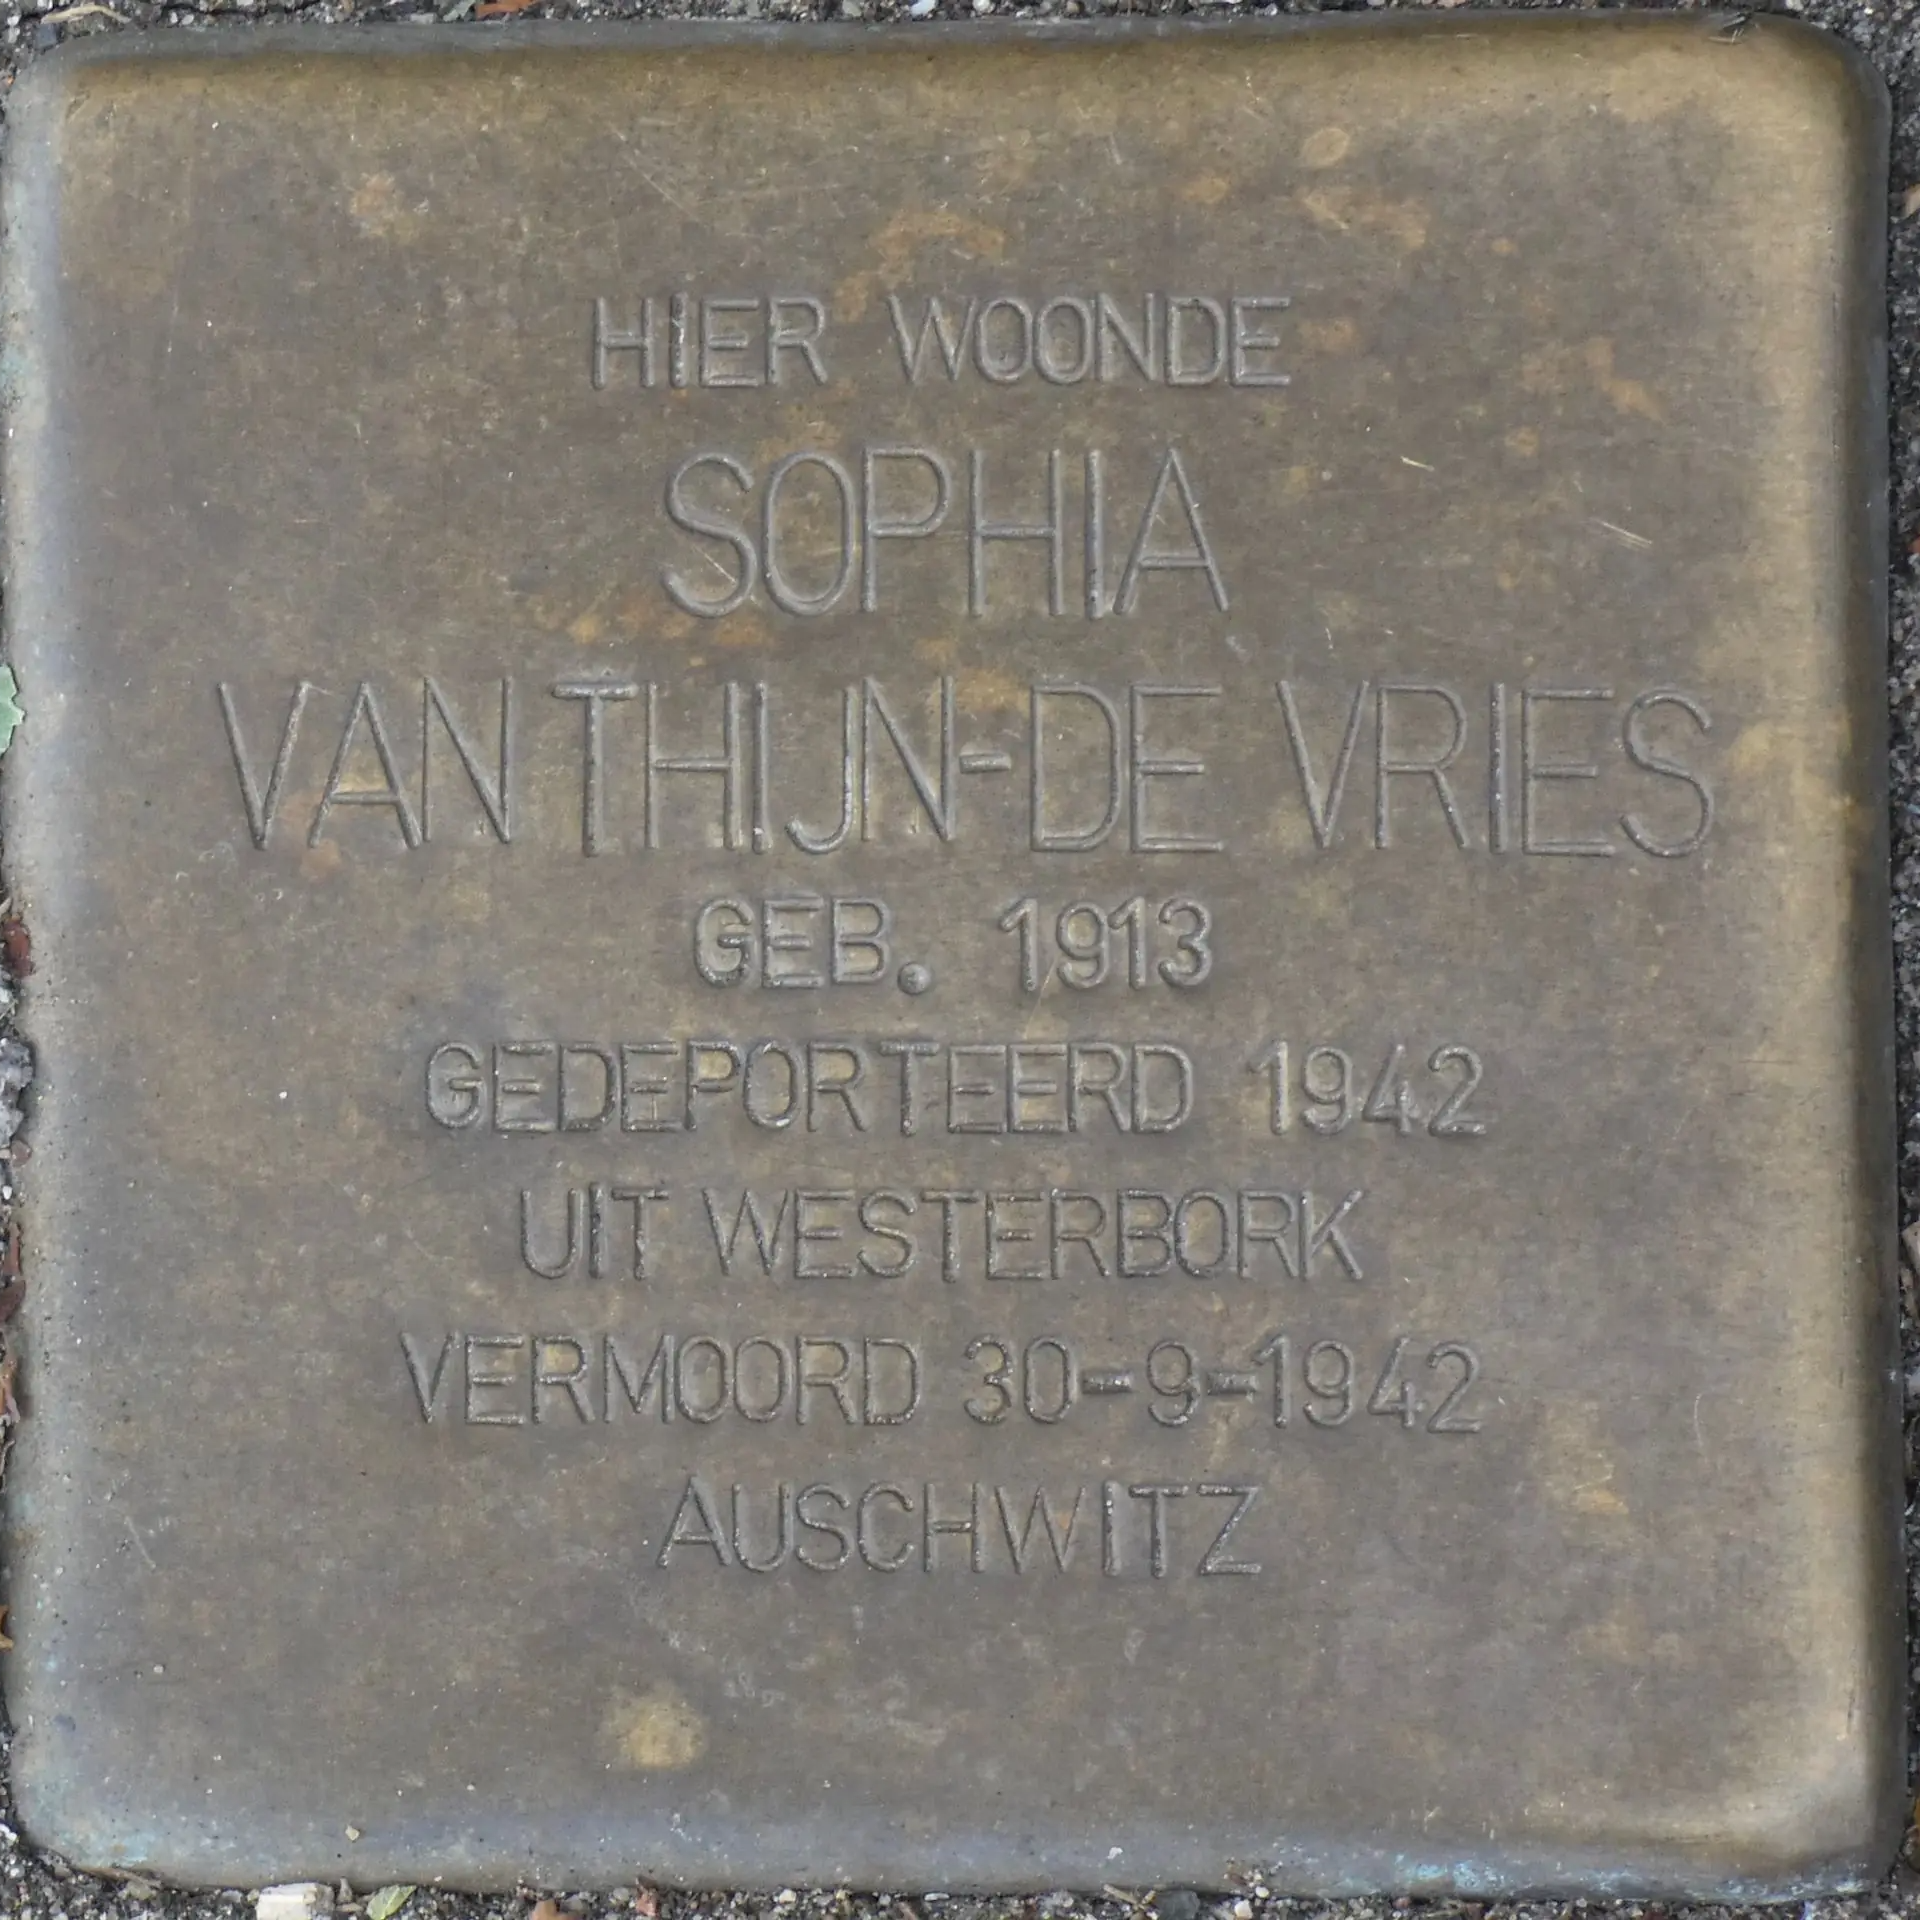 HIER WOONDE
SOPHIA
VAN THIJN-DE VRIES
GEB. 1913
GEDEPORTEERD 1942
UIT WESTERBORK
VERMOORD 30-9-1942
AUSCHWITZ